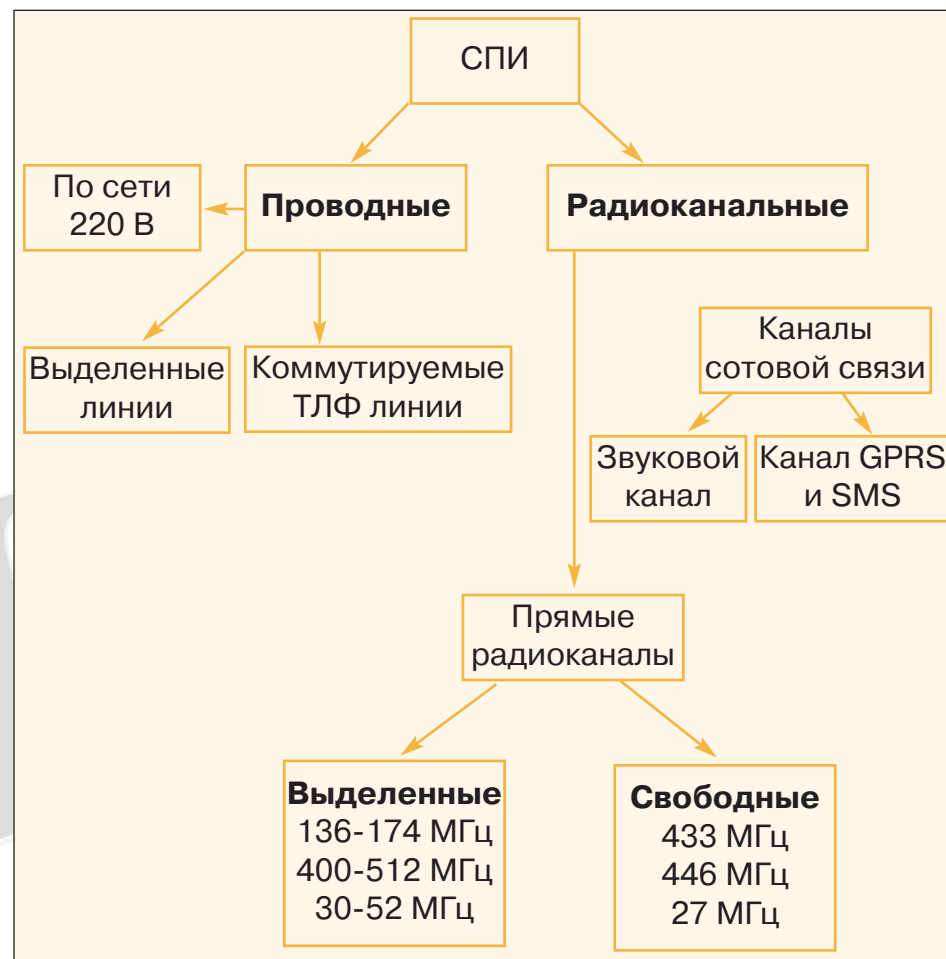 СПИ
По сети
220 В
Проводные
Радиоканальные
Выделенные
линии
Коммутируемые
ТЛФ линии
Каналы
сотовой связи
Звуковой
канал
Канал GPRS
и SMS
Прямые
радиоканалы
Выделенные
136-174 МГц
400-512 МГц
30-52 МГц
Свободные
433 МГц
446 МГц
27 МГц